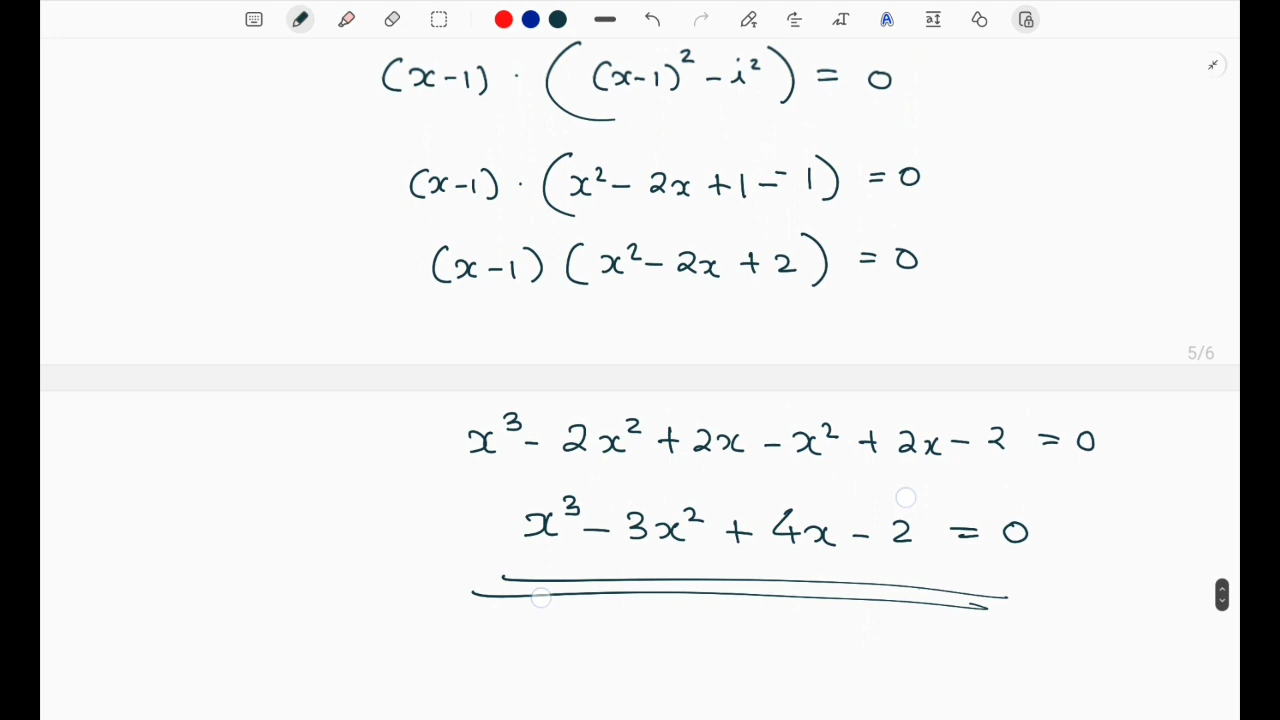 (x-1) · ((x-1)² - i²) = 0
(x-1) · (x² - 2x + 1 - ⁻1) = 0
(x-1) (x² - 2x + 2) = 0
5/6
x³ - 2x² + 2x - x² + 2x - 2 = 0
x³ - 3x² + 4x - 2 = 0